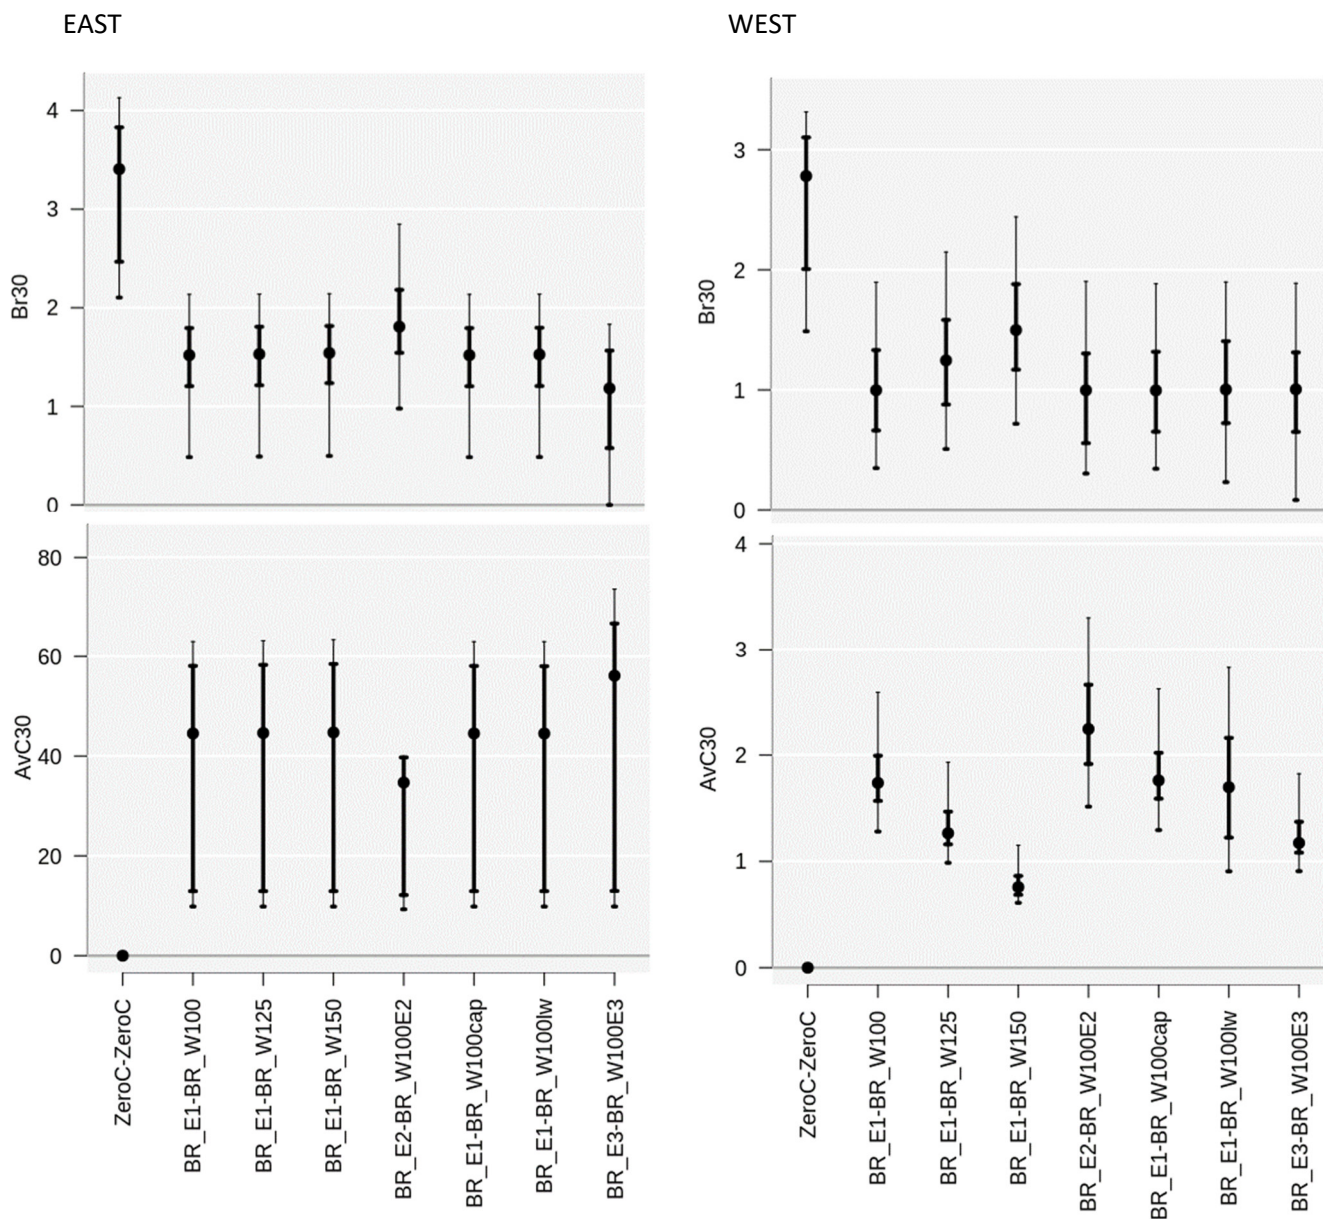 EAST
WEST
Br30
4
3
2
1
0
Br30
3
2
1
0
AvC30
80
60
40
20
0
AvC30
4
3
2
1
0
ZeroC-ZeroC
BR_E1-BR_W100
BR_E1-BR_W125
BR_E1-BR_W150
BR_E2-BR_W100E2
BR_E1-BR_W100cap
BR_E1-BR_W100lw
BR_E3-BR_W100E3
ZeroC-ZeroC
BR_E1-BR_W100
BR_E1-BR_W125
BR_E1-BR_W150
BR_E2-BR_W100E2
BR_E1-BR_W100cap
BR_E1-BR_W100lw
BR_E3-BR_W100E3